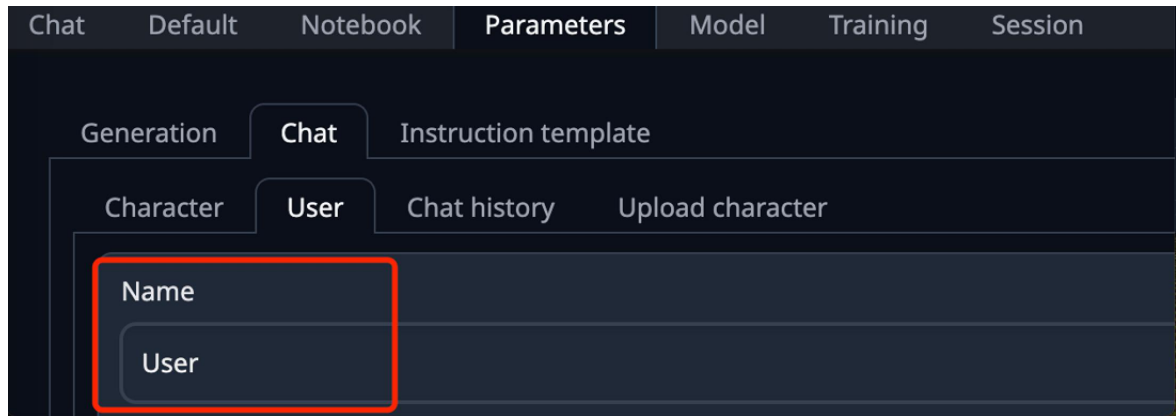 Chat Default Notebook Parameters Model Training Session
Generation Chat Instruction template
Character User Chat history Upload character
Name
User